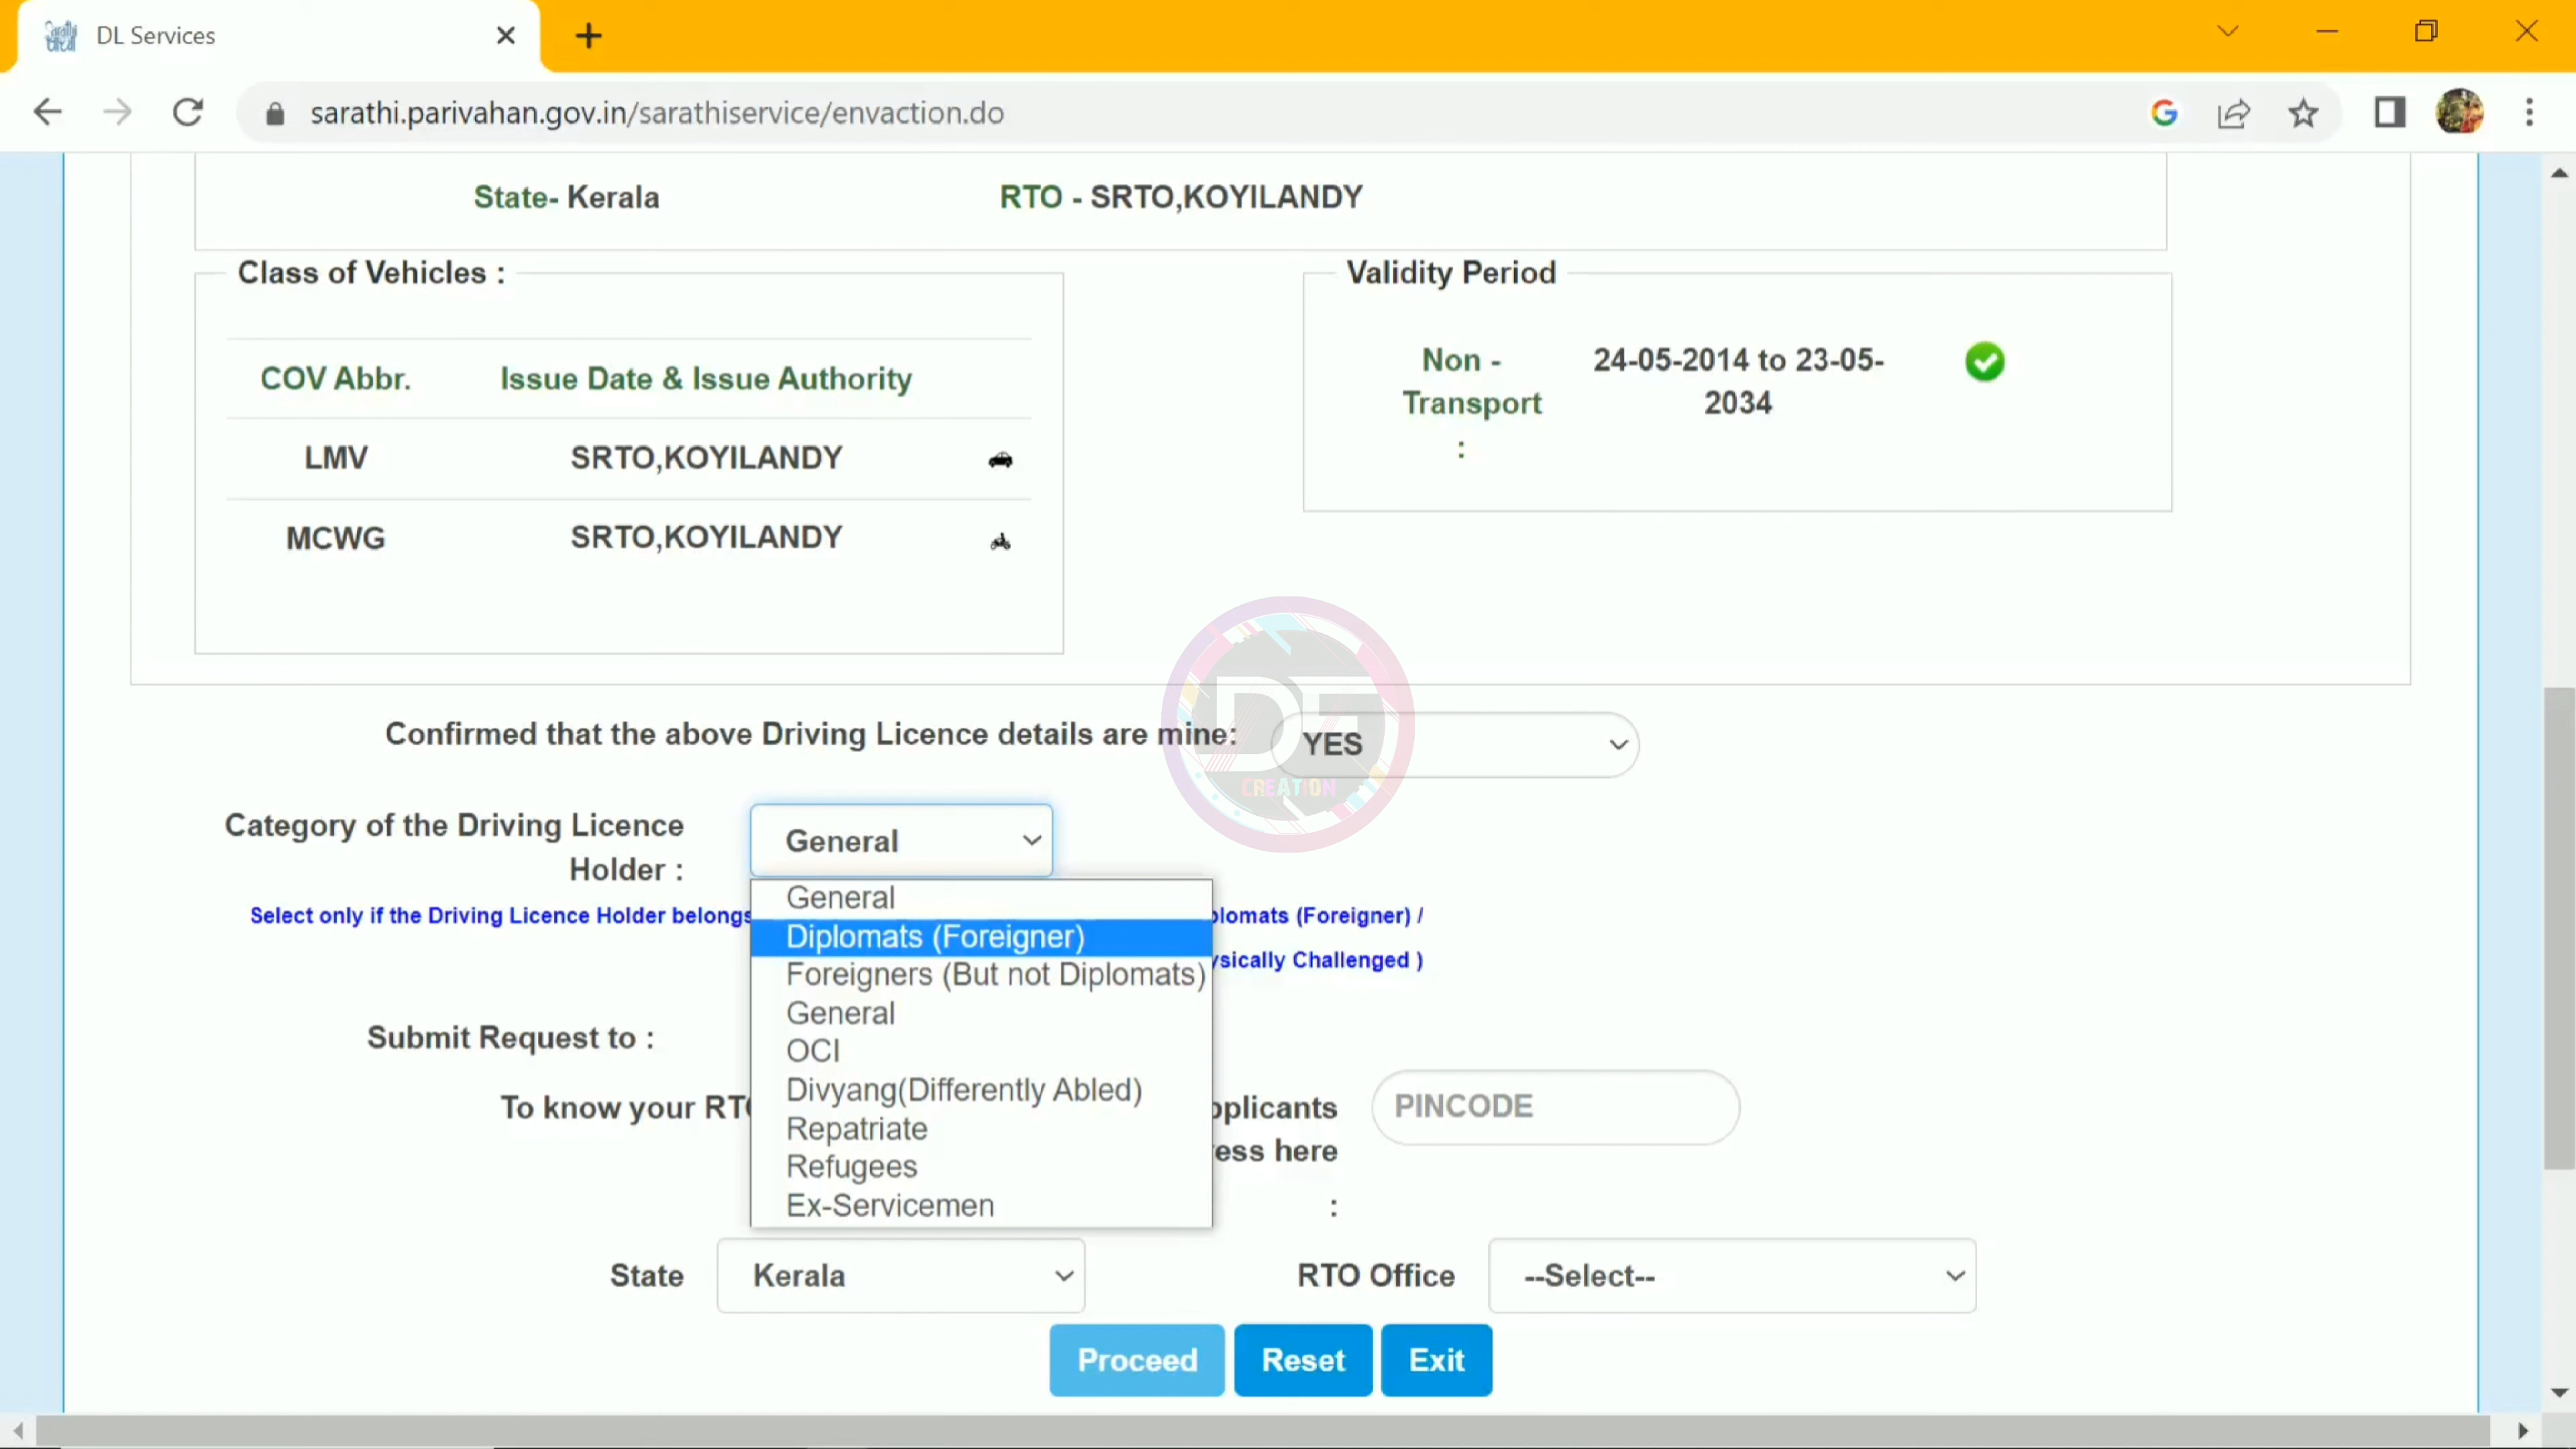 DL Services
sarathi.parivahan.gov.in/sarathiservice/envaction.do
State- Kerala RTO - SRTO,KOYILANDY
Class of Vehicles : Validity Period
COV Abbr. Issue Date & Issue Authority
LMV SRTO,KOYILANDY
MCWG SRTO,KOYILANDY
Non - 24-05-2014 to 23-05-
Transport 2034
:
Confirmed that the above Driving Licence details are mine: YES
CREATION
Category of the Driving Licence General
Holder :
General
Select only if the Driving Licence Holder belongs plomats (Foreigner) /
Diplomats (Foreigner)
ysically Challenged )
Foreigners (But not Diplomats)
General
Submit Request to :
OCI
Divyang(Differently Abled)
To know your RTO pplicants PINCODE
Repatriate
ress here
Refugees
Ex-Servicemen :
State Kerala RTO Office --Select--
Proceed Reset Exit